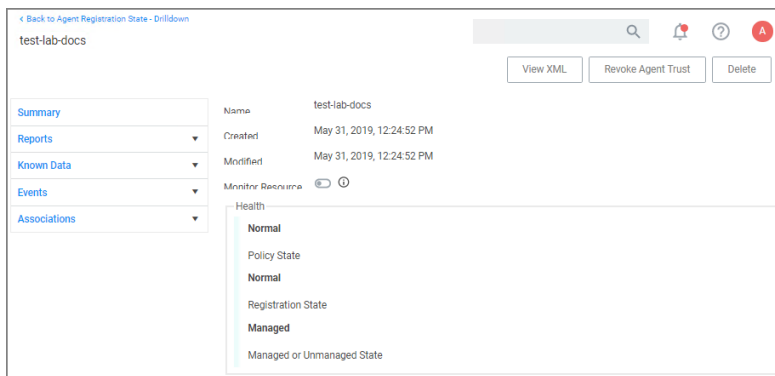 < Back to Agent Registration State - Drilldown
test-lab-docs
A
View XML
Revoke Agent Trust
Delete
Summary
Reports
Known Data
Events
Associations
Name
test-lab-docs
Created
May 31, 2019, 12:24:52 PM
Modified
May 31, 2019, 12:24:52 PM
Monitor Resource
Health
Normal
Policy State
Normal
Registration State
Managed
Managed or Unmanaged State